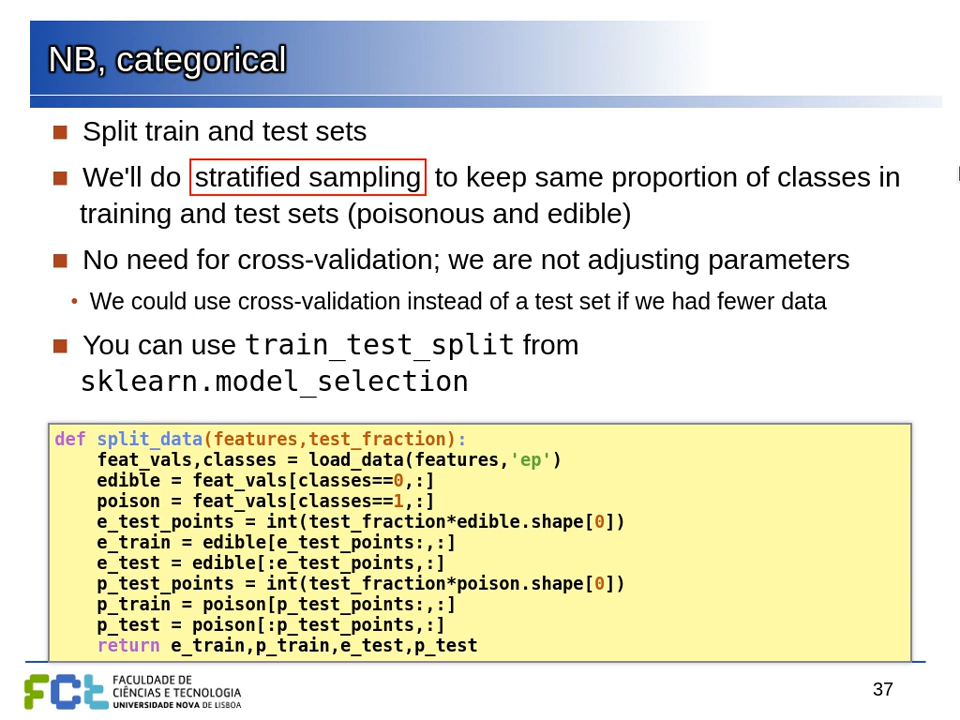 NB, categorical
Split train and test sets
We'll do stratified sampling to keep same proportion of classes in
training and test sets (poisonous and edible)
No need for cross-validation; we are not adjusting parameters
We could use cross-validation instead of a test set if we had fewer data
You can use train_test_split from
sklearn.model_selection
def split_data(features,test_fraction):
    feat_vals,classes = load_data(features,'ep')
    edible = feat_vals[classes==0,:]
    poison = feat_vals[classes==1,:]
    e_test_points = int(test_fraction*edible.shape[0])
    e_train = edible[e_test_points:,:]
    e_test = edible[:e_test_points,:]
    p_test_points = int(test_fraction*poison.shape[0])
    p_train = poison[p_test_points:,:]
    p_test = poison[:p_test_points,:]
    return e_train,p_train,e_test,p_test
FCt
FACULDADE DE
CIÊNCIAS E TECNOLOGIA
UNIVERSIDADE NOVA DE LISBOA
37